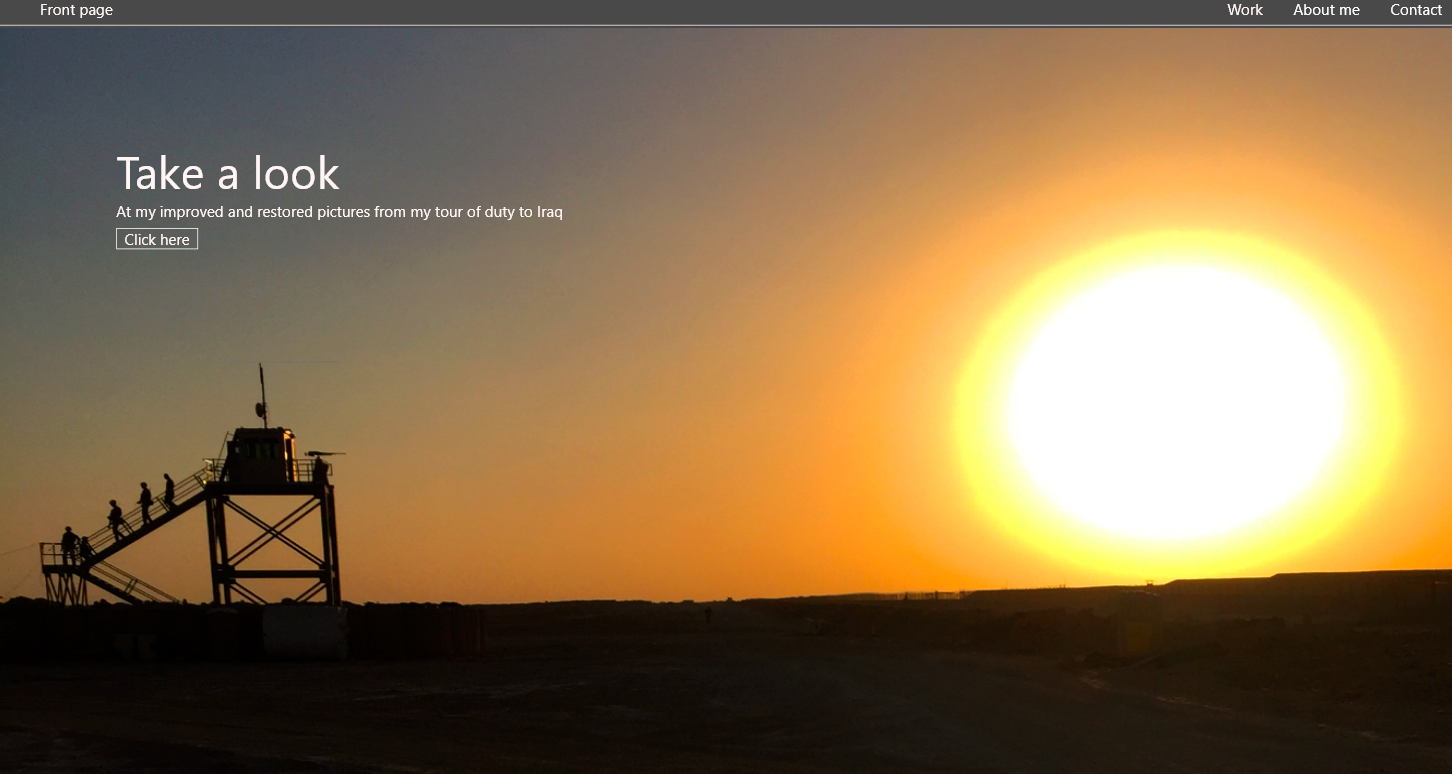 Front page Work About me Contact
Take a look
At my improved and restored pictures from my tour of duty to Iraq
Click here